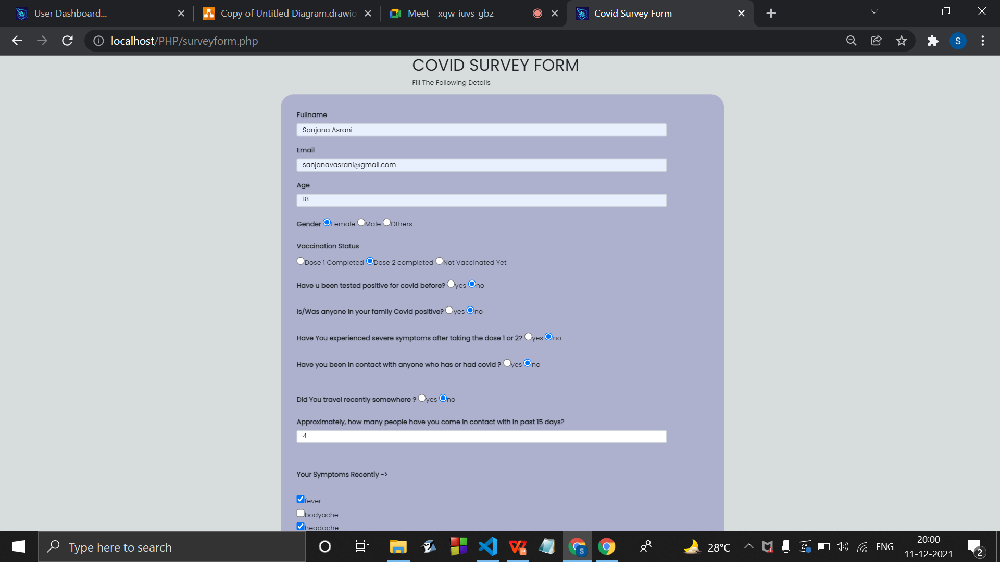 User Dashboard...
Copy of Untitled Diagram.drawio
Meet - xqw-iuvs-gbz
Covid Survey Form
localhost/PHP/surveyform.php
S
COVID SURVEY FORM
Fill The Following Details
Fullname
Sanjana Asrani
Email
sanjanavasrani@gmail.com
Age
18
Gender Female Male Others
Vaccination Status
Dose 1 Completed Dose 2 completed Not Vaccinated Yet
Have u been tested positive for covid before? yes no
Is/Was anyone in your family Covid positive? yes no
Have You experienced severe symptoms after taking the dose 1 or 2? yes no
Have you been in contact with anyone who has or had covid ? yes no
Did You travel recently somewhere ? yes no
Approximately, how many people have you come in contact with in past 15 days?
4
Your Symptoms Recently ->
fever
bodyache
headache
Type here to search
S
28°C
ENG
20:00
11-12-2021
2